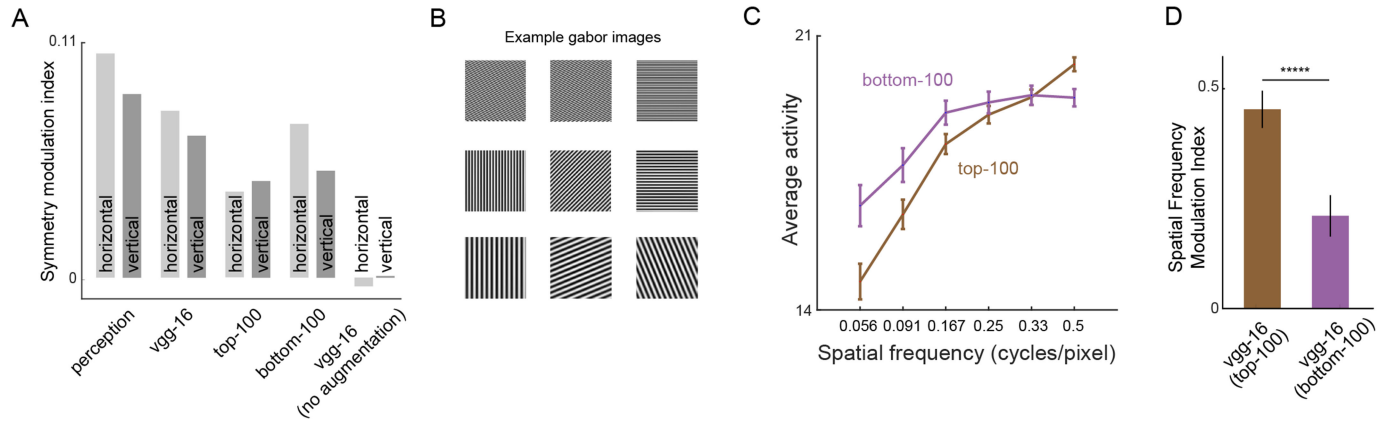 A
Symmetry modulation index
0.11
0
horizontal
vertical
horizontal
vertical
horizontal
vertical
horizontal
vertical
horizontal
vertical
perception
vgg-16
top-100
bottom-100
vgg-16
(no augmentation)
B
Example gabor images
C
Average activity
21
14
bottom-100
top-100
0.056 0.091 0.167 0.25 0.33 0.5
Spatial frequency (cycles/pixel)
D
Spatial Frequency
Modulation Index
0.5
0
*****
vgg-16
(top-100)
vgg-16
(bottom-100)